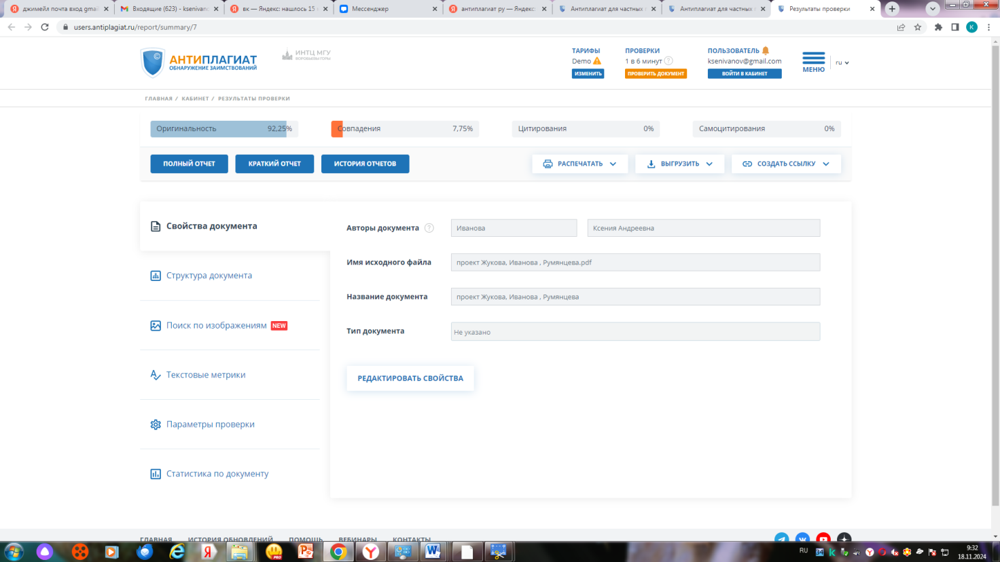 джимейл почта вход gmai
Входящие (623) - ksenivano
вк — Яндекс: нашлось 15
Мессенджер
антиплагиат ру — Яндекс:
Антиплагиат для частных
Антиплагиат для частных
Результаты проверки
users.antiplagiat.ru/report/summary/7
К
АНТИПЛАГИАТ
ОБНАРУЖЕНИЕ ЗАИМСТВОВАНИЙ
ИНТЦ МГУ
ВОРОБЬЕВЫ ГОРЫ
ТАРИФЫ
Demo
ИЗМЕНИТЬ
ПРОВЕРКИ
1 в 6 минут
ПРОВЕРИТЬ ДОКУМЕНТ
ПОЛЬЗОВАТЕЛЬ
ksenivanov@gmail.com
ВОЙТИ В КАБИНЕТ
МЕНЮ
ru
ГЛАВНАЯ / КАБИНЕТ / РЕЗУЛЬТАТЫ ПРОВЕРКИ
Оригинальность 92,25%
Совпадения 7,75%
Цитирования 0%
Самоцитирования 0%
ПОЛНЫЙ ОТЧЕТ
КРАТКИЙ ОТЧЕТ
ИСТОРИЯ ОТЧЕТОВ
РАСПЕЧАТАТЬ
ВЫГРУЗИТЬ
СОЗДАТЬ ССЫЛКУ
Свойства документа
Структура документа
Поиск по изображениям NEW
Текстовые метрики
Параметры проверки
Статистика по документу
Авторы документа ? Иванова Ксения Андреевна
Имя исходного файла проект Жукова, Иванова , Румянцева.pdf
Название документа проект Жукова, Иванова , Румянцева
Тип документа Не указано
РЕДАКТИРОВАТЬ СВОЙСТВА
ГЛАВНАЯ ИСТОРИЯ ОБНОВЛЕНИЙ ПОМОЩЬ ВЕБИНАРЫ КОНТАКТЫ
RU
34
9:32
18.11.2024